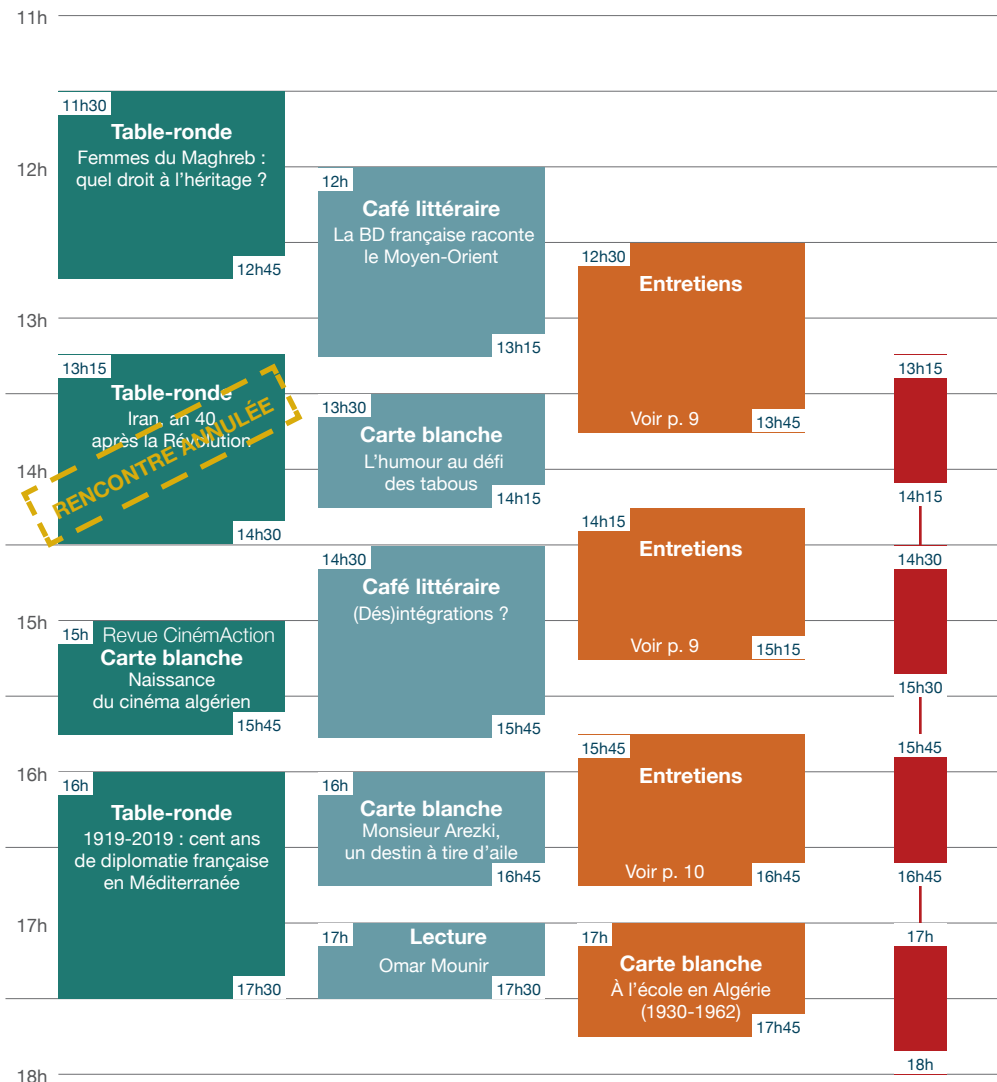 11h
12h
13h
14h
15h
16h
17h
18h
11h30
Table-ronde
Femmes du Maghreb :
quel droit à l’héritage ?
12h45
13h15
Table-ronde
Iran, an 40
après la Révolution
RENCONTRE ANNULÉE
14h30
15h
Revue CinémAction
Carte blanche
Naissance
du cinéma algérien
15h45
16h
Table-ronde
1919-2019 : cent ans
de diplomatie française
en Méditerranée
17h30
12h
Café littéraire
La BD française raconte
le Moyen-Orient
13h15
13h30
Carte blanche
L’humour au défi
des tabous
14h15
14h30
Café littéraire
(Dés)intégrations ?
15h45
16h
Carte blanche
Monsieur Arezki,
un destin à tire d’aile
16h45
17h
Lecture
Omar Mounir
17h30
12h30
Entretiens
Voir p. 9
13h45
14h15
Entretiens
Voir p. 9
15h15
15h45
Entretiens
Voir p. 10
16h45
17h
Carte blanche
À l’école en Algérie
(1930-1962)
17h45
13h15
14h15
14h30
15h30
15h45
16h45
17h
18h